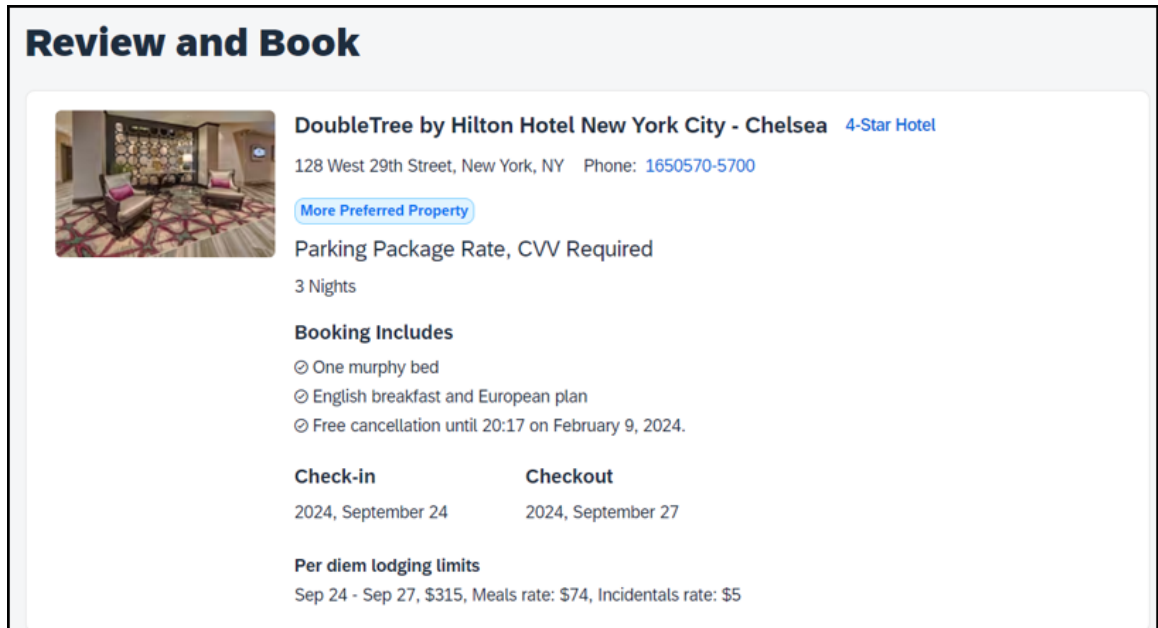 Review and Book
DoubleTree by Hilton Hotel New York City - Chelsea 4-Star Hotel
128 West 29th Street, New York, NY Phone: 1650570-5700
More Preferred Property
Parking Package Rate, CVV Required
3 Nights
Booking Includes
One murphy bed
English breakfast and European plan
Free cancellation until 20:17 on February 9, 2024.
Check-in Checkout
2024, September 24 2024, September 27
Per diem lodging limits
Sep 24 - Sep 27, $315, Meals rate: $74, Incidentals rate: $5